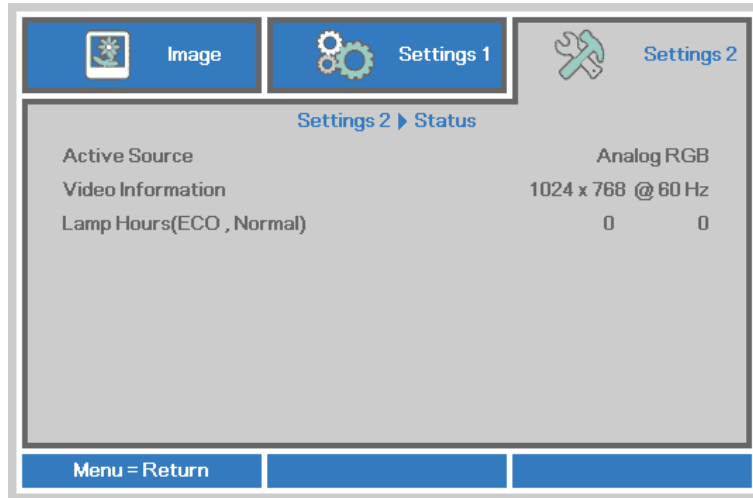 Image
Settings 1
Settings 2
Settings 2 ▶ Status
Active Source Analog RGB
Video Information 1024 x 768 @ 60 Hz
Lamp Hours(ECO , Normal) 0 0
Menu = Return